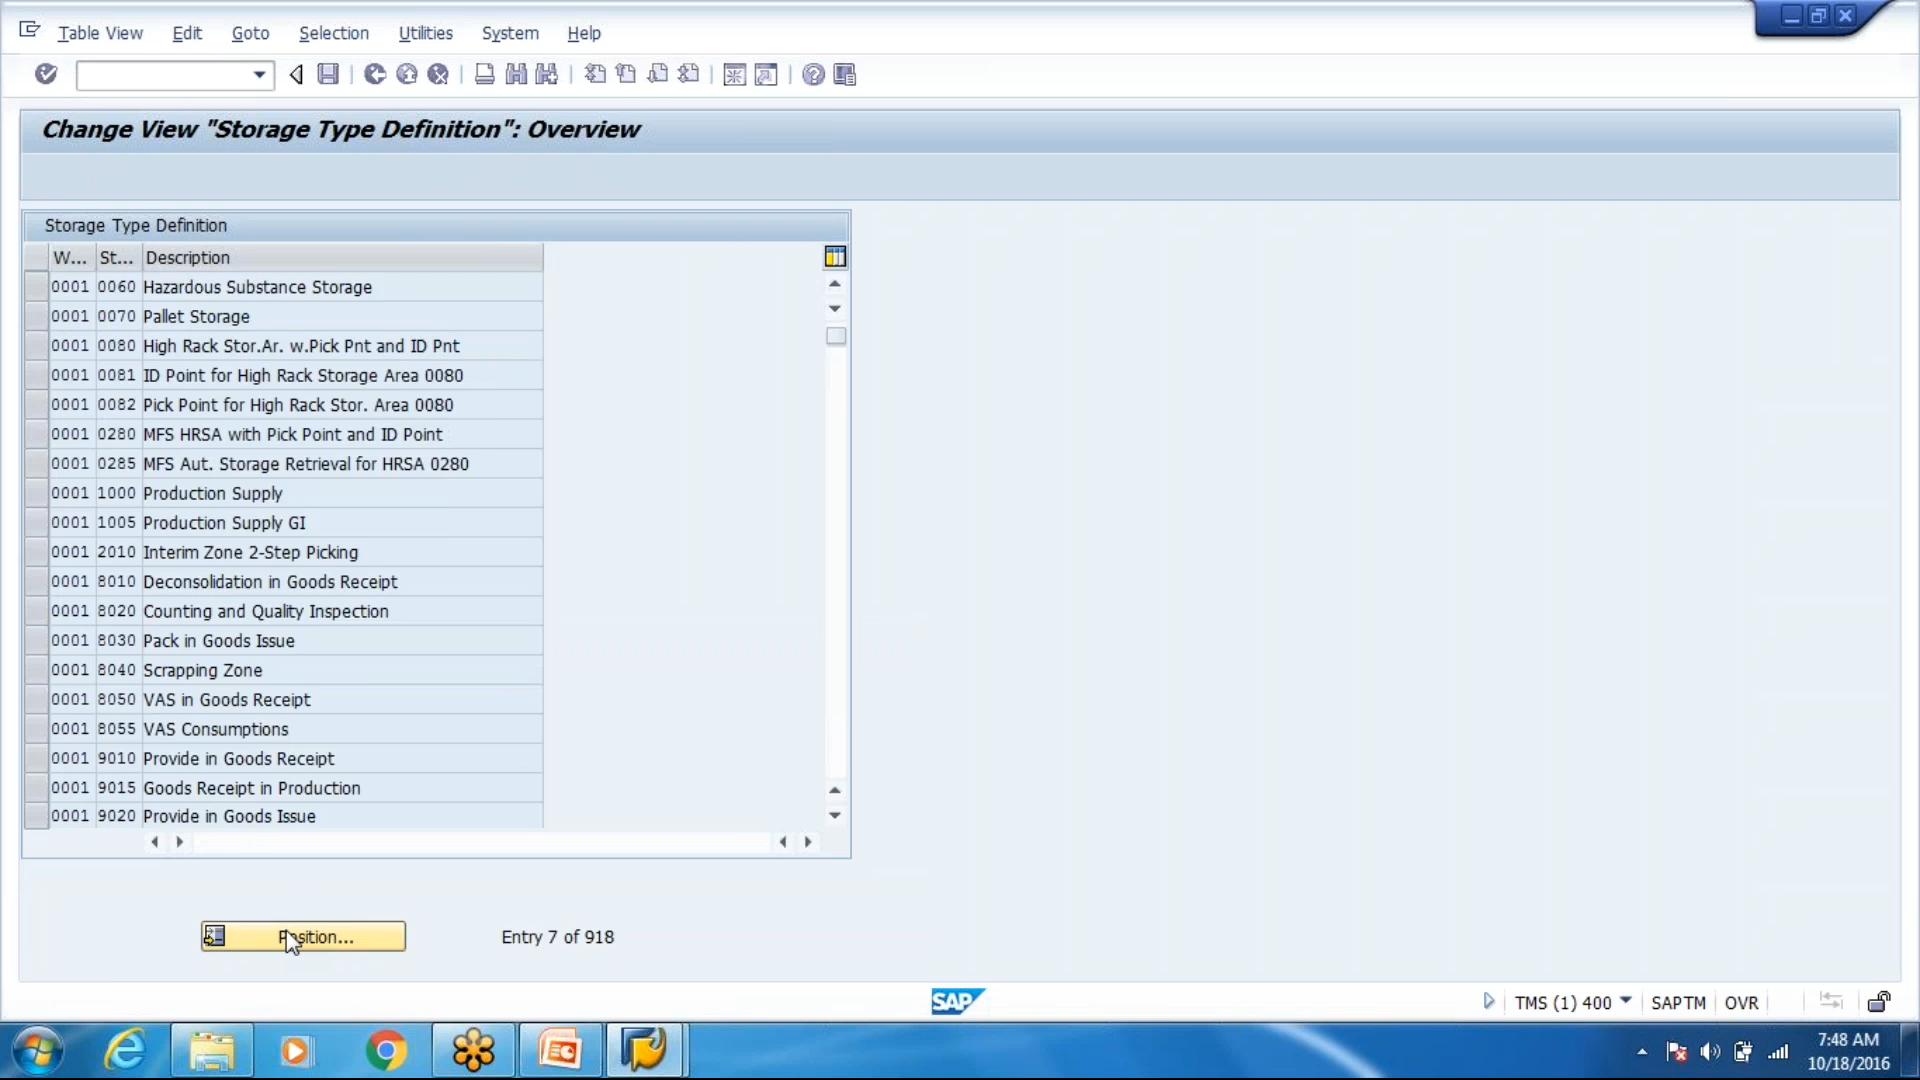 Table View Edit Goto Selection Utilities System Help
Change View "Storage Type Definition": Overview
Storage Type Definition
W... St... Description
0001 0060 Hazardous Substance Storage
0001 0070 Pallet Storage
0001 0080 High Rack Stor.Ar. w.Pick Pnt and ID Pnt
0001 0081 ID Point for High Rack Storage Area 0080
0001 0082 Pick Point for High Rack Stor. Area 0080
0001 0280 MFS HRSA with Pick Point and ID Point
0001 0285 MFS Aut. Storage Retrieval for HRSA 0280
0001 1000 Production Supply
0001 1005 Production Supply GI
0001 2010 Interim Zone 2-Step Picking
0001 8010 Deconsolidation in Goods Receipt
0001 8020 Counting and Quality Inspection
0001 8030 Pack in Goods Issue
0001 8040 Scrapping Zone
0001 8050 VAS in Goods Receipt
0001 8055 VAS Consumptions
0001 9010 Provide in Goods Receipt
0001 9015 Goods Receipt in Production
0001 9020 Provide in Goods Issue
Position... Entry 7 of 918
SAP TMS (1) 400 SAPTM OVR
7:48 AM
10/18/2016